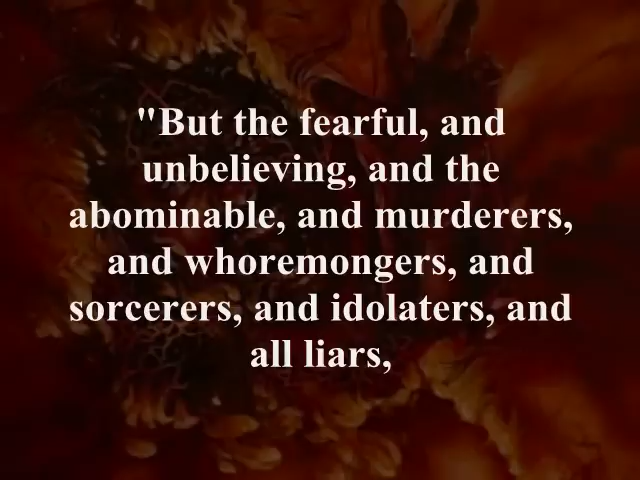 "But the fearful, and
unbelieving, and the
abominable, and murderers,
and whoremongers, and
sorcerers, and idolaters, and
all liars,